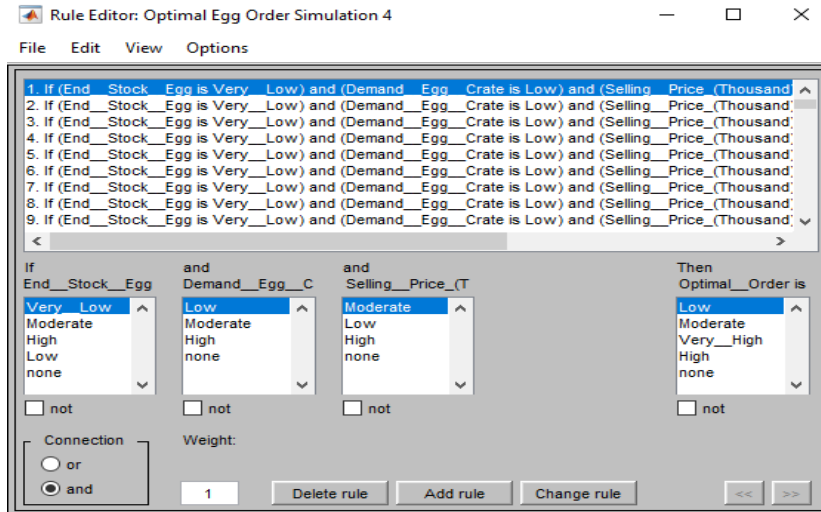 Rule Editor: Optimal Egg Order Simulation 4
File Edit View Options
1. If (End__Stock__Egg is Very__Low) and (Demand__Egg__Crate is Low) and (Selling__Price_(Thousand)
2. If (End__Stock__Egg is Very__Low) and (Demand__Egg__Crate is Low) and (Selling__Price_(Thousand)
3. If (End__Stock__Egg is Very__Low) and (Demand__Egg__Crate is Low) and (Selling__Price_(Thousand)
4. If (End__Stock__Egg is Very__Low) and (Demand__Egg__Crate is Low) and (Selling__Price_(Thousand)
5. If (End__Stock__Egg is Very__Low) and (Demand__Egg__Crate is Low) and (Selling__Price_(Thousand)
6. If (End__Stock__Egg is Very__Low) and (Demand__Egg__Crate is Low) and (Selling__Price_(Thousand)
7. If (End__Stock__Egg is Very__Low) and (Demand__Egg__Crate is Low) and (Selling__Price_(Thousand)
8. If (End__Stock__Egg is Very__Low) and (Demand__Egg__Crate is Low) and (Selling__Price_(Thousand)
9. If (End__Stock__Egg is Very__Low) and (Demand__Egg__Crate is Low) and (Selling__Price_(Thousand)
If
End__Stock__Egg
Very__Low
Moderate
High
Low
none
not
and
Demand__Egg__C
Low
Moderate
High
none
not
and
Selling__Price_(T
Moderate
Low
High
none
not
Then
Optimal__Order is
Low
Moderate
Very__High
High
none
not
Connection
or
and
Weight:
1
Delete rule
Add rule
Change rule
<<
>>